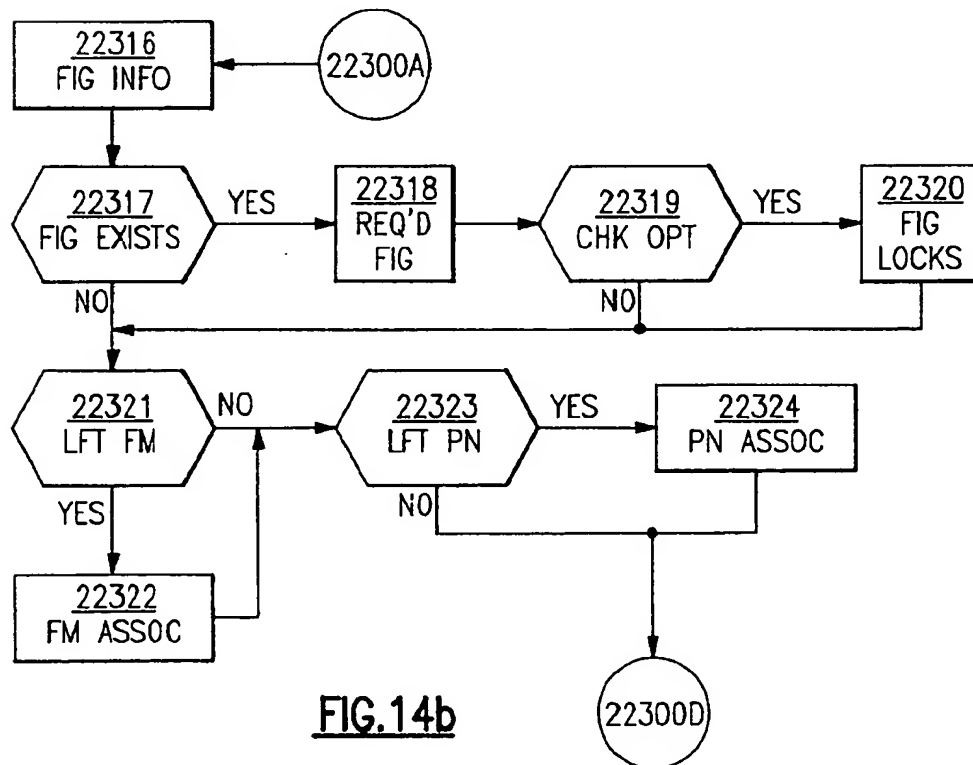 22316
FIG INFO
22300A
22317
FIG EXISTS
YES
22318
REQ'D
FIG
22319
CHK OPT
YES
22320
FIG
LOCKS
NO
NO
22321
LFT FM
NO
22323
LFT PN
YES
22324
PN ASSOC
YES
NO
22322
FM ASSOC
FIG.14b
22300D